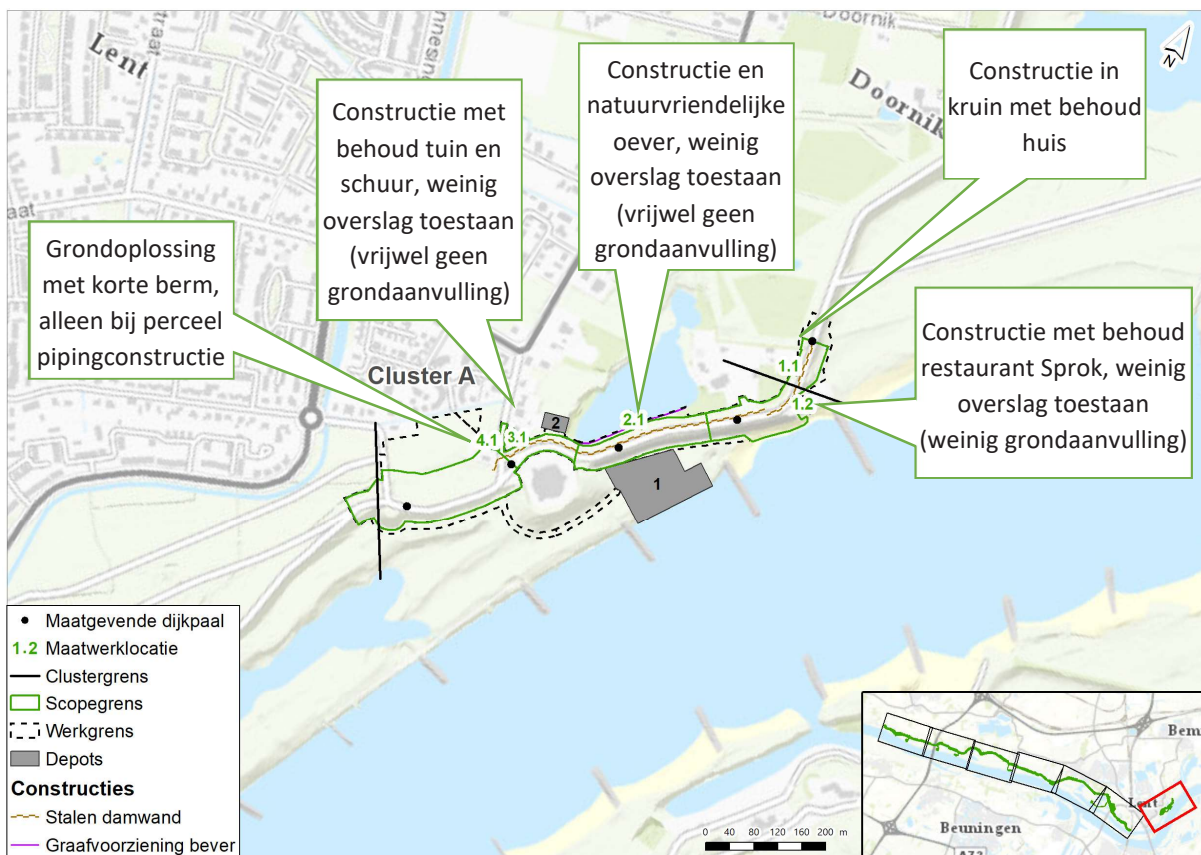 Lent
Doornik
Doornik
N
Constructie met
behoud tuin en
schuur, weinig
overslag toestaan
(vrijwel geen
grondaanvulling)
Constructie en
natuurvriendelijke
oever, weinig
overslag toestaan
(vrijwel geen
grondaanvulling)
Constructie in
kruin met behoud
huis
Grondoplossing
met korte berm,
alleen bij perceel
pipingconstructie
Constructie met behoud
restaurant Sprok, weinig
overslag toestaan
(weinig grondaanvulling)
Cluster A
4.1
3.1
2
2.1
1
1.1
1.2
Maatgevende dijkpaal
1.2 Maatwerklocatie
Clustergrens
Scopegrens
Werkgrens
Depots
Constructies
Stalen damwand
Graafvoorziening bever
0 40 80 120 160 200 m
Bem
Lent
Beuningen
A73